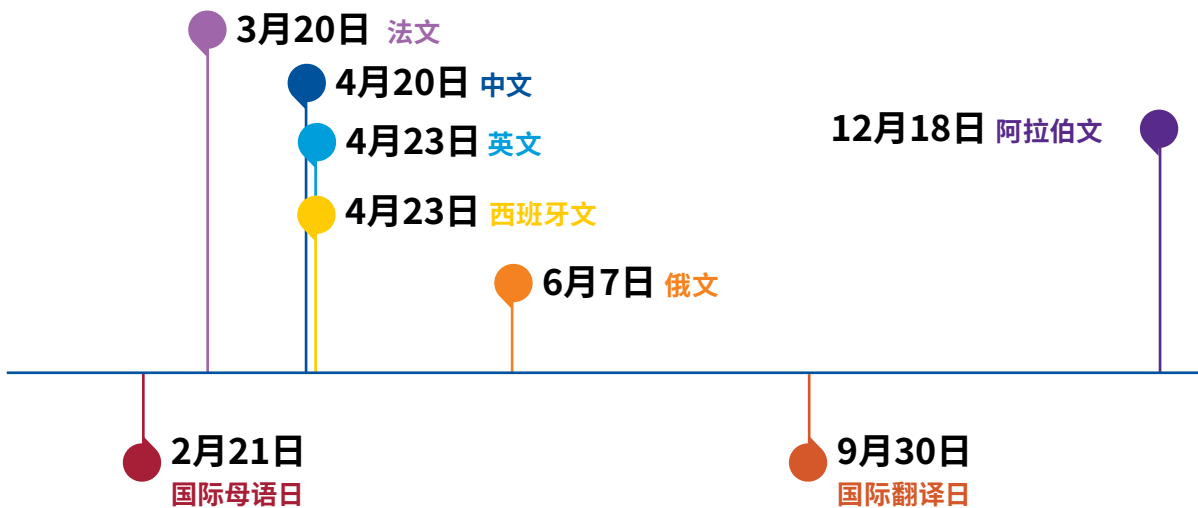 3月20日 法文
4月20日 中文
4月23日 英文
12月18日 阿拉伯文
4月23日 西班牙文
6月7日 俄文
2月21日
国际母语日
9月30日
国际翻译日